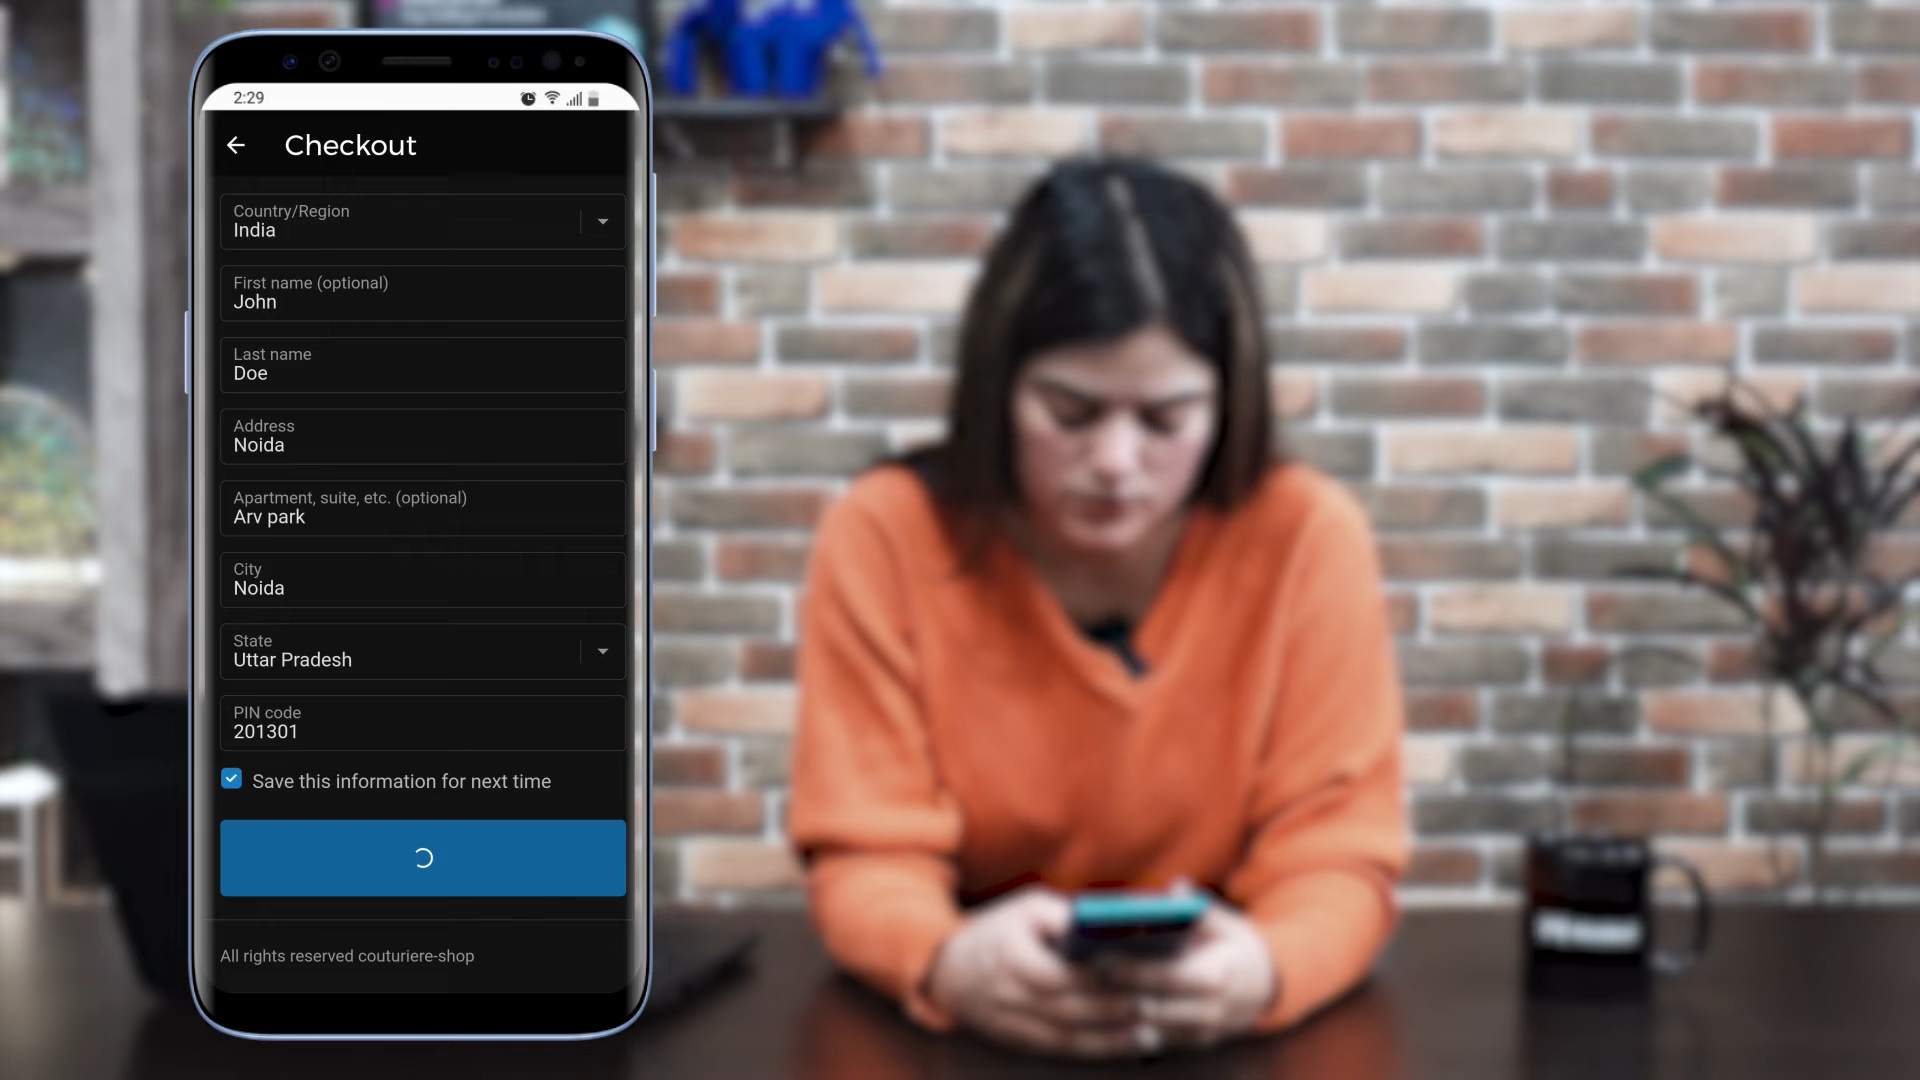 2:29
Checkout
Country/Region
India
First name (optional)
John
Last name
Doe
Address
Noida
Apartment, suite, etc. (optional)
Arv park
City
Noida
State
Uttar Pradesh
PIN code
201301
Save this information for next time
All rights reserved couturiere-shop